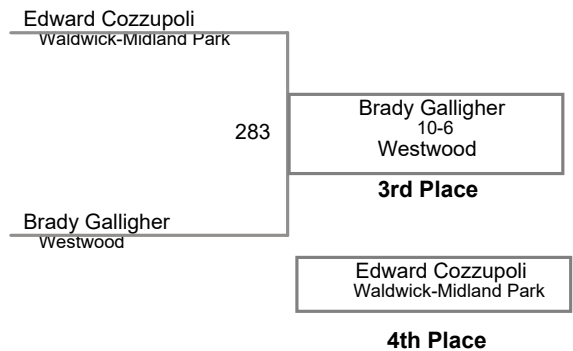 Edward Cozzupoli
Waldwick-Midland Park
283
Brady Galligher
10-6
Westwood
3rd Place
Brady Galligher
Westwood
Edward Cozzupoli
Waldwick-Midland Park
4th Place